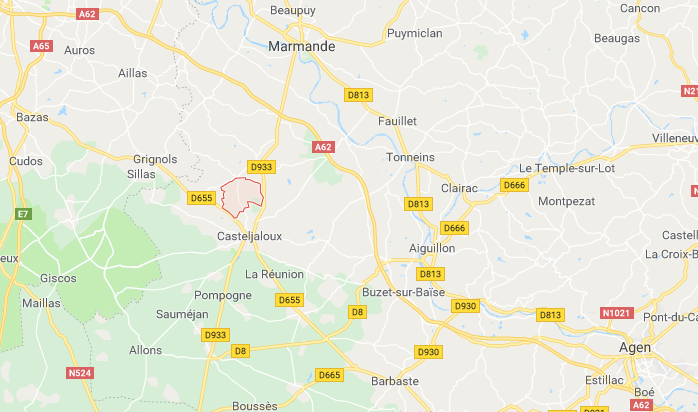 A62
Beaupuy
Cancon
Puymiclan
Marmande
Beaugas
A65
Auros
Aillas
N21
D813
Bazas
Fauillet
Villeneuv
A62
Grignols
Tonneins
Cudos
D933
Le Temple-sur-Lot
Sillas
Clairac
D666
D655
Montpezat
D813
E7
D666
Casteljaloux
Castell
Aiguillon
La Croix-B
eux
La Réunion
D813
Giscos
Buzet-sur-Baïse
Pompogne
D655
Maillas
D930
Sauméjan
D8
D813
N1021
Pont-du-Ca
D933
Allons
D8
D930
Agen
N524
D665
Barbaste
Estillac
Boé
Boussès
A62
D931